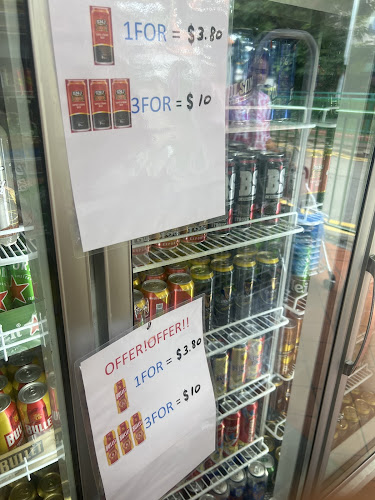 1FOR = $3.80
3FOR = $10
OFFER!OFFER!!
1FOR = $3.80
3FOR = $10